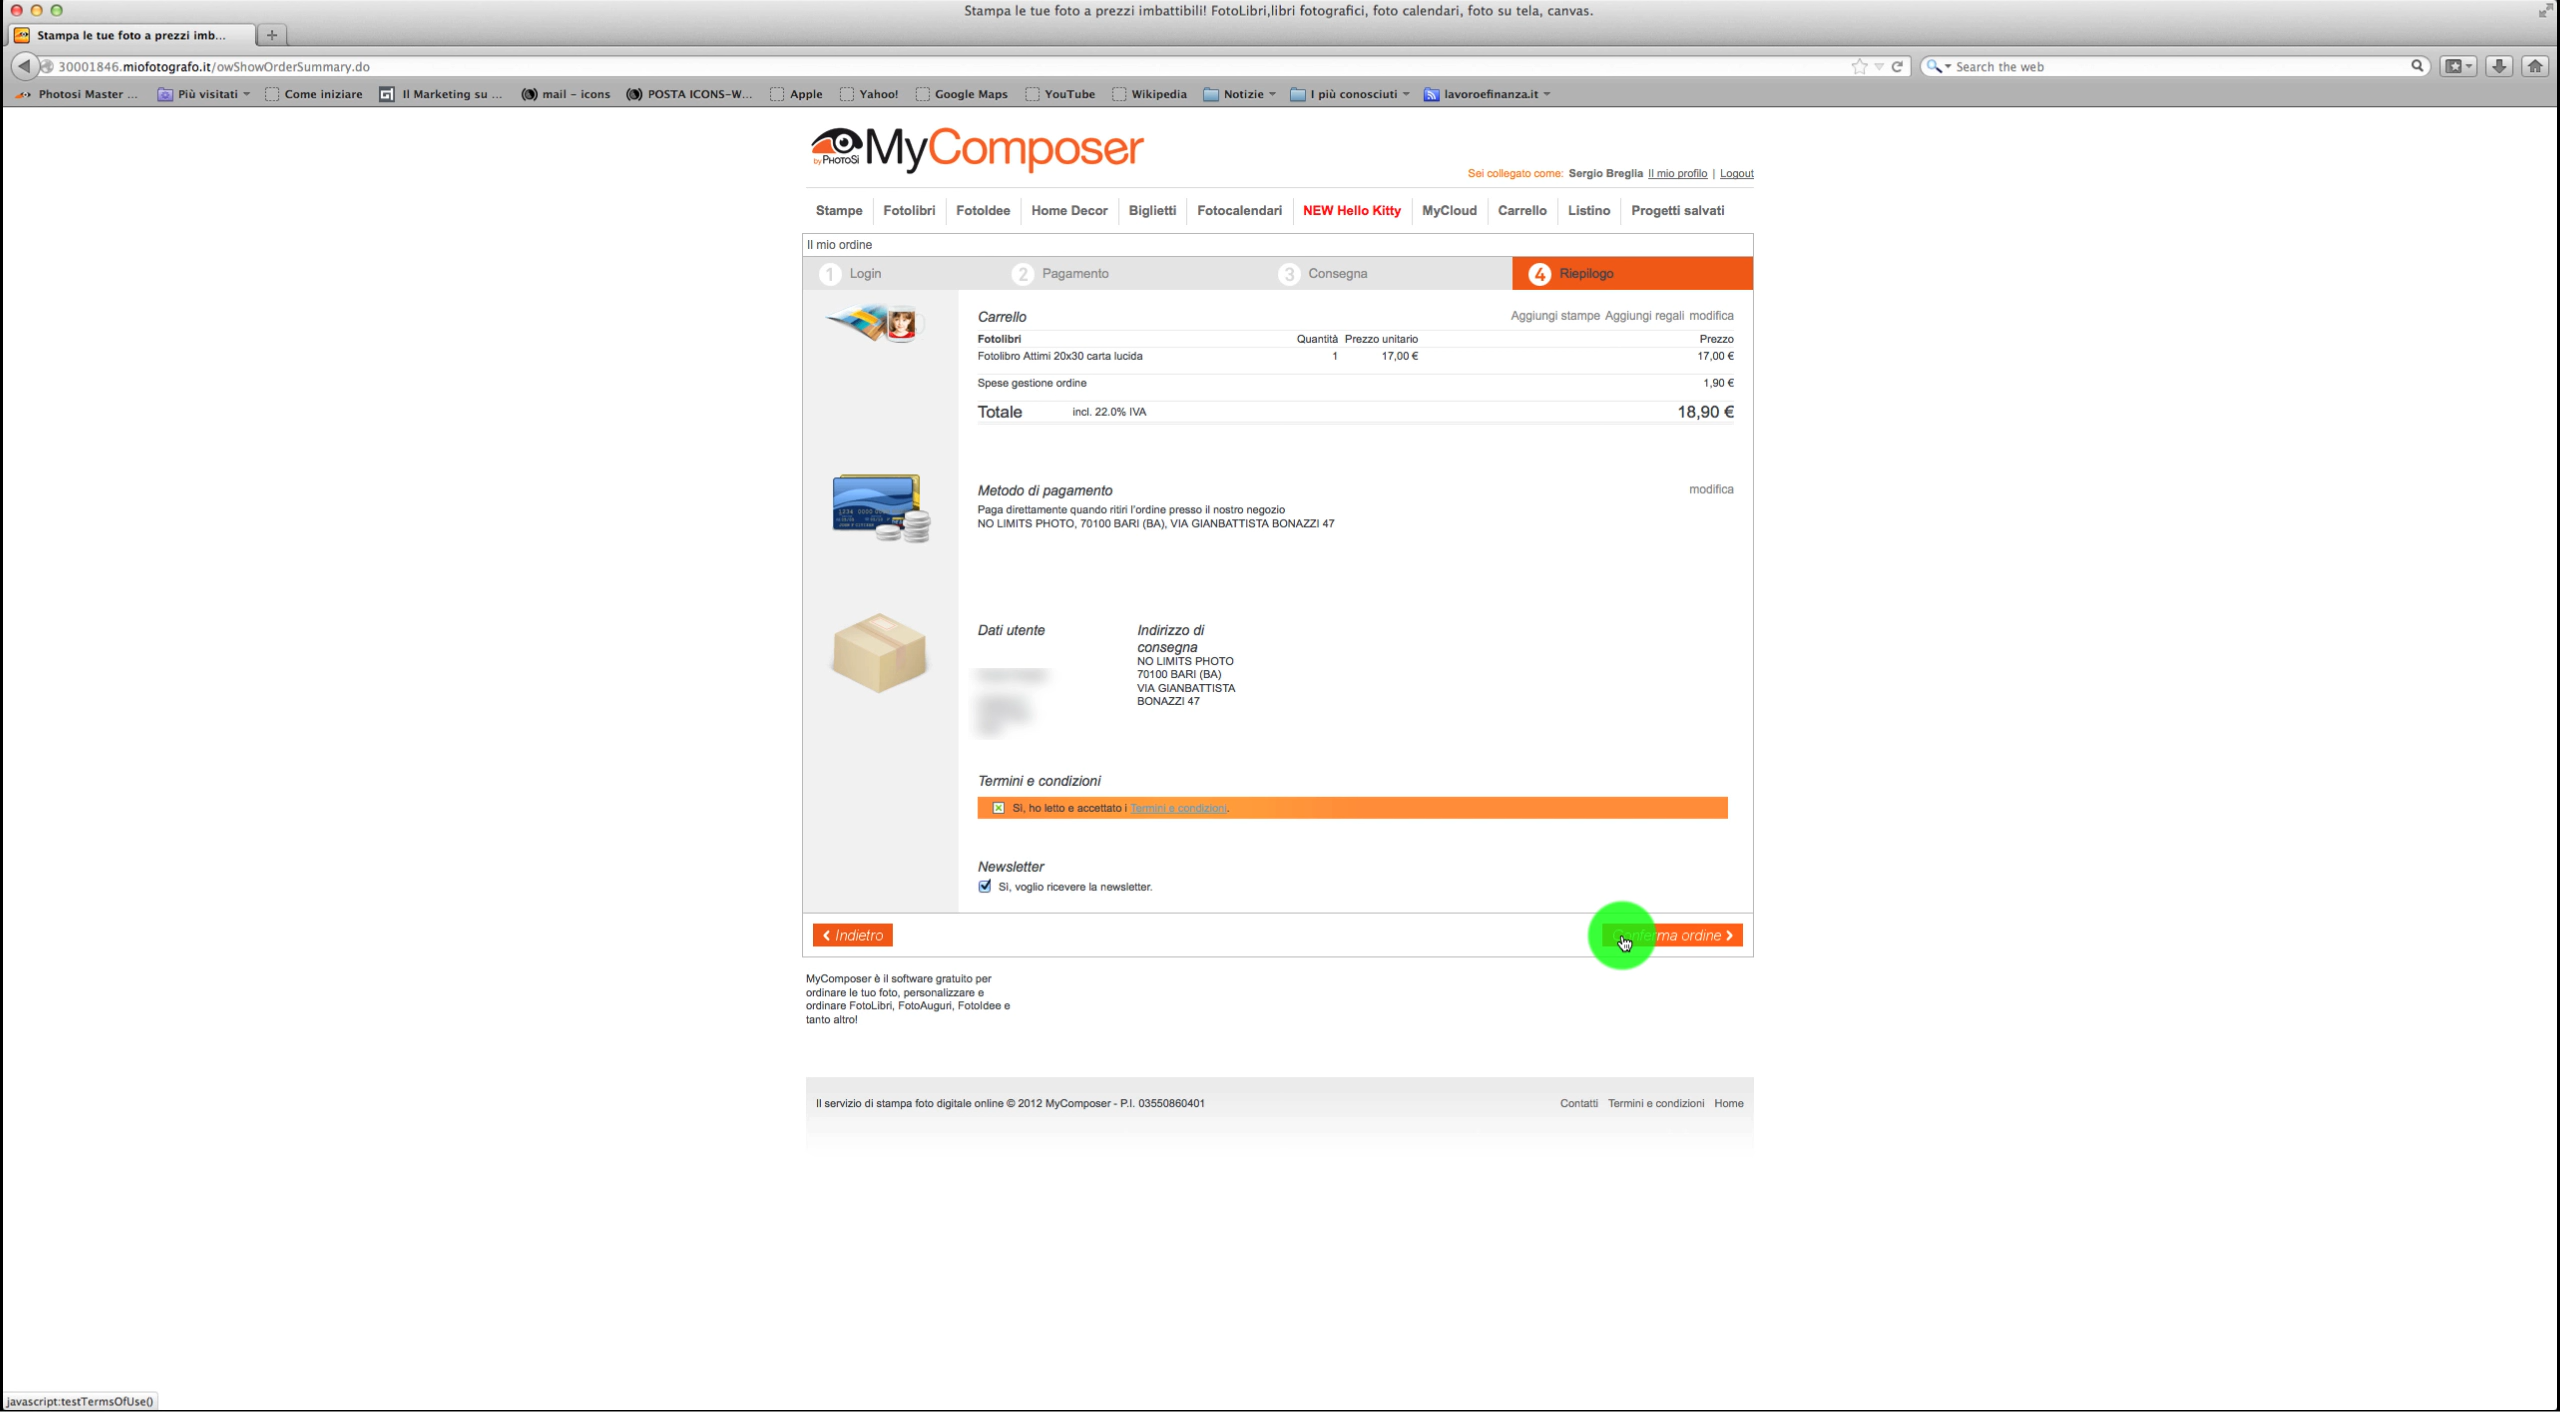 Stampa le tue foto a prezzi imbattibili! FotoLibri,libri fotografici, foto calendari, foto su tela, canvas.
Stampa le tue foto a prezzi imb...
30001846.miofotografo.it/owShowOrderSummary.do
Search the web
Photosi Master ... Più visitati Come iniziare Il Marketing su ... mail – icons POSTA ICONS-W... Apple Yahoo! Google Maps YouTube Wikipedia Notizie I più conosciuti lavoroefinanza.it
by PHOTOSì MyComposer
Sei collegato come: Sergio Breglia Il mio profilo | Logout
Stampe Fotolibri FotoIdee Home Decor Biglietti Fotocalendari NEW Hello Kitty MyCloud Carrello Listino Progetti salvati
Il mio ordine
1 Login 2 Pagamento 3 Consegna 4 Riepilogo
Carrello Aggiungi stampe Aggiungi regali modifica
Fotolibri Quantità Prezzo unitario Prezzo
Fotolibro Attimi 20x30 carta lucida 1 17,00 € 17,00 €
Spese gestione ordine 1,90 €
Totale incl. 22.0% IVA 18,90 €
Metodo di pagamento modifica
Paga direttamente quando ritiri l'ordine presso il nostro negozio
NO LIMITS PHOTO, 70100 BARI (BA), VIA GIANBATTISTA BONAZZI 47
Dati utente
Indirizzo di
consegna
NO LIMITS PHOTO
70100 BARI (BA)
VIA GIANBATTISTA
BONAZZI 47
Termini e condizioni
Sì, ho letto e accettato i Termini e condizioni.
Newsletter
Sì, voglio ricevere la newsletter.
Indietro
ma ordine
MyComposer è il software gratuito per
ordinare le tuo foto, personalizzare e
ordinare FotoLibri, FotoAuguri, FotoIdee e
tanto altro!
Il servizio di stampa foto digitale online © 2012 MyComposer - P.I. 03550860401
Contatti Termini e condizioni Home
javascript:testTermsOfUse()